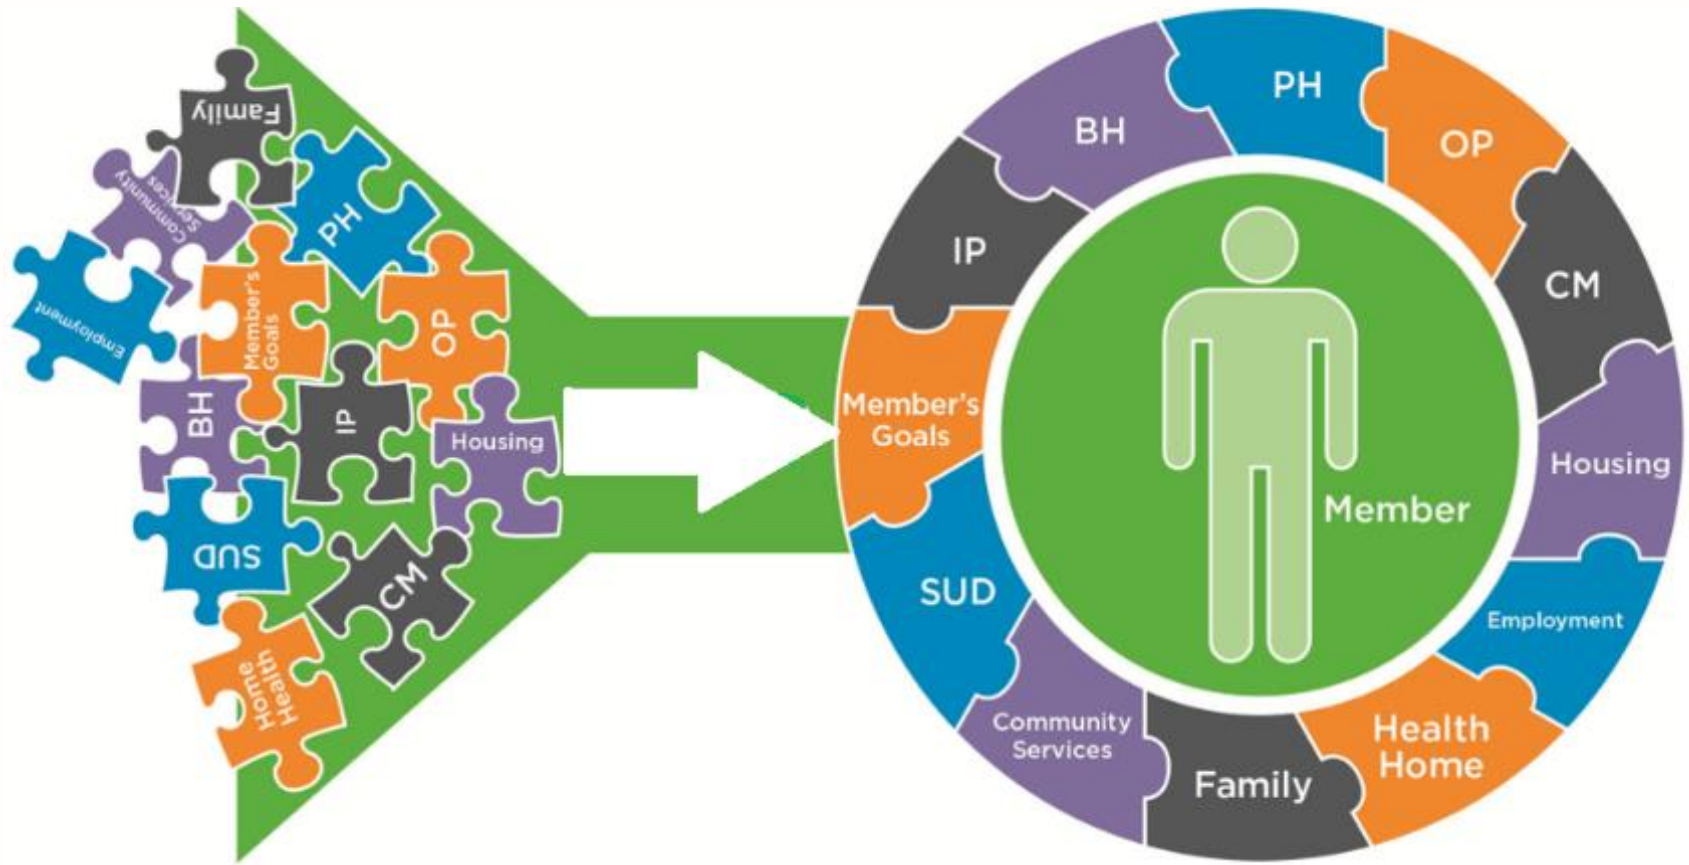 Family
Community
Services
PH
Employment
Member's
Goals
OP
BH
IP
Housing
SUD
CM
Home
Health
PH
BH
OP
IP
CM
Member's
Goals
Housing
Member
SUD
Employment
Community
Services
Family
Health
Home